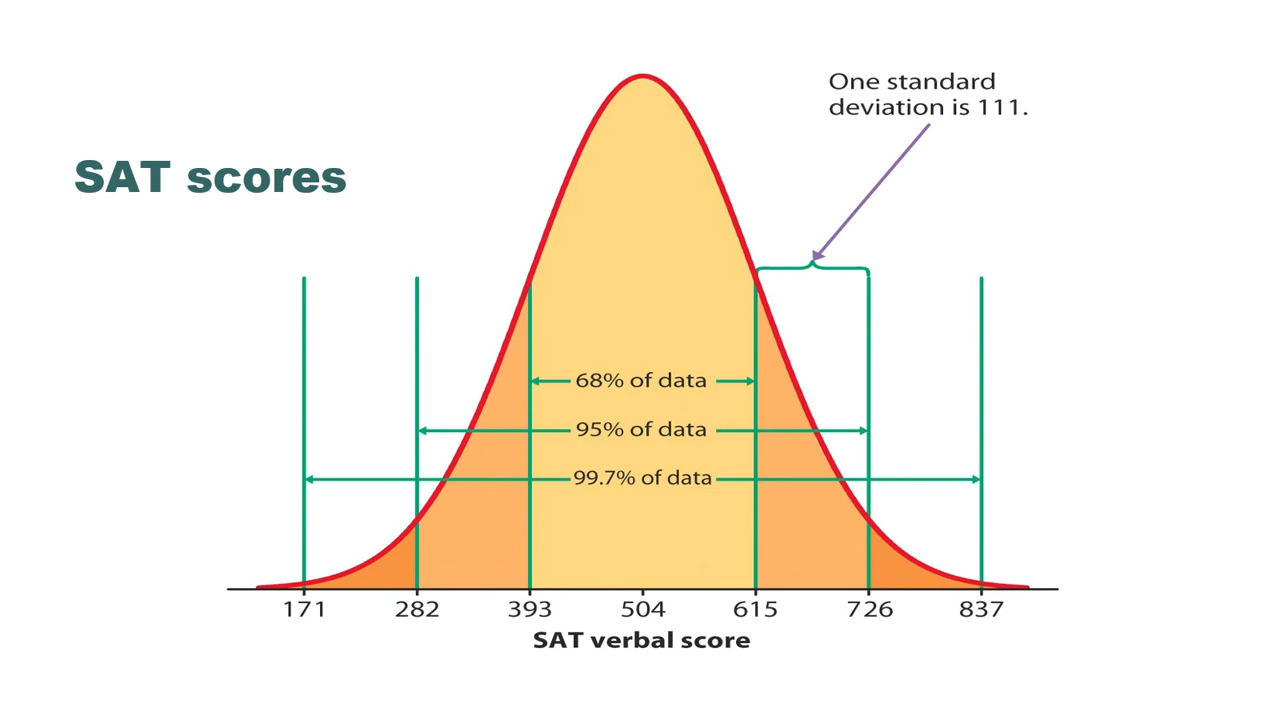 One standard
deviation is 111.
SAT scores
68% of data
95% of data
99.7% of data
171 282 393 504 615 726 837
SAT verbal score